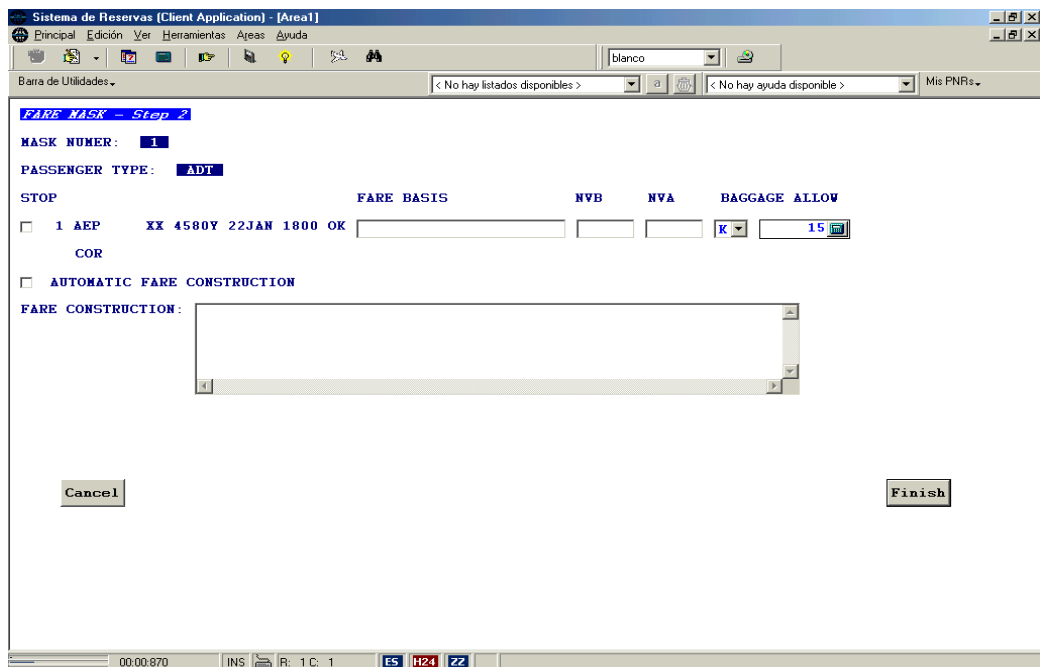 Sistema de Reservas (Client Application) - [Area1]
Principal Edición Ver Herramientas Areas Ayuda
blanco
Barra de Utilidades
< No hay listados disponibles > a < No hay ayuda disponible > Mis PNRs
FARE MASK - Step 2
MASK NUMER: 1
PASSENGER TYPE: ADT
STOP FARE BASIS NVB NVA BAGGAGE ALLOW
1 AEP XX 4580Y 22JAN 1800 OK K 15
COR
AUTOMATIC FARE CONSTRUCTION
FARE CONSTRUCTION:
Cancel Finish
00:00:870 INS R: 1 C: 1 ES H24 ZZ